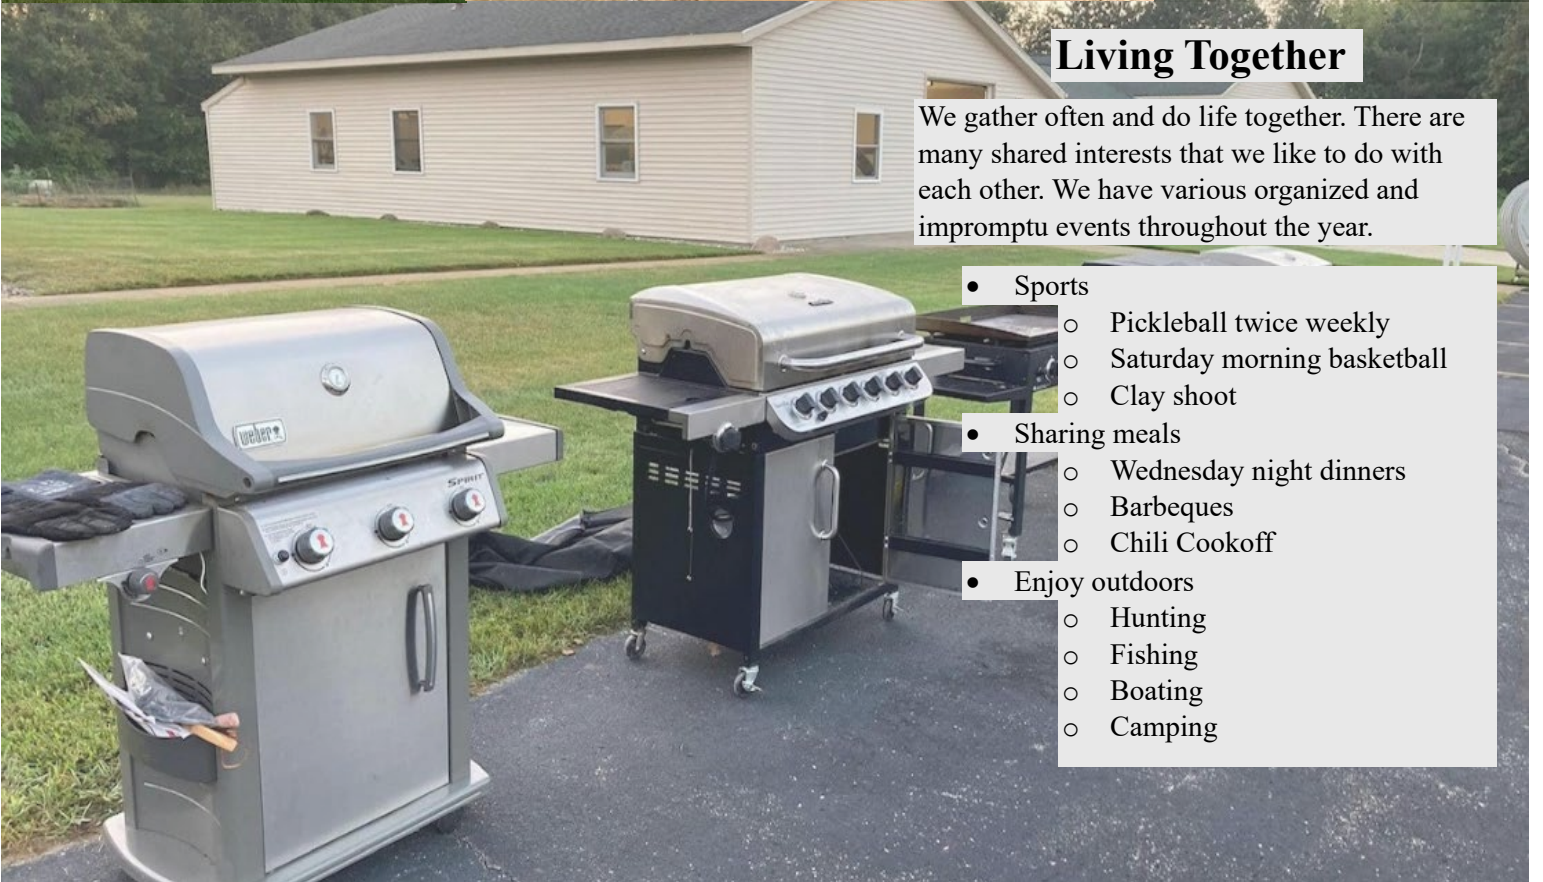 Living Together
We gather often and do life together. There are
many shared interests that we like to do with
each other. We have various organized and
impromptu events throughout the year.
• Sports
o Pickleball twice weekly
o Saturday morning basketball
o Clay shoot
• Sharing meals
o Wednesday night dinners
o Barbeques
o Chili Cookoff
• Enjoy outdoors
o Hunting
o Fishing
o Boating
o Camping
weber
SPIRIT